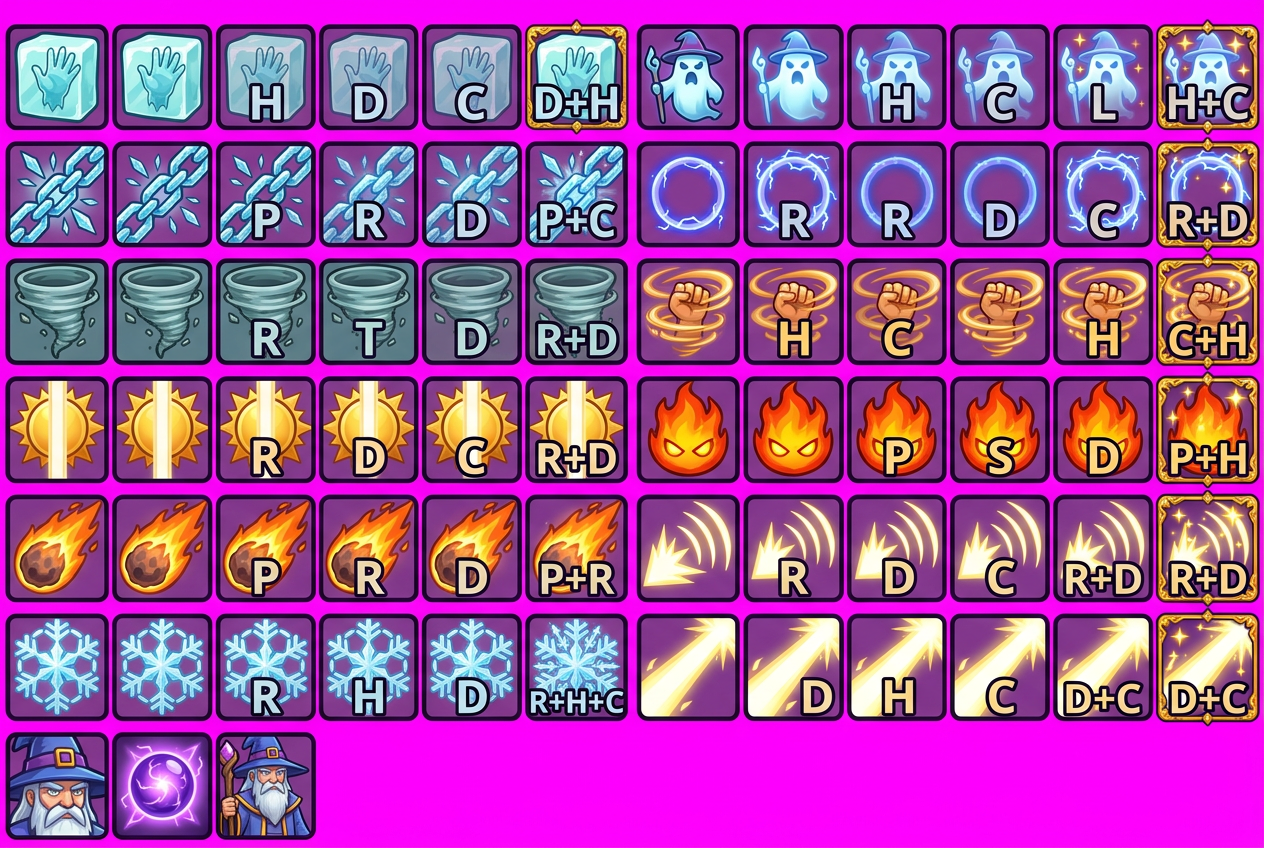 H D C D+H H C L H+C
P R D P+C R R D C R+D
R T D R+D H C H C+H
R D C R+D P S D P+H
P R D P+R R D C R+D R+D
R H D R+H+C D H C D+C D+C